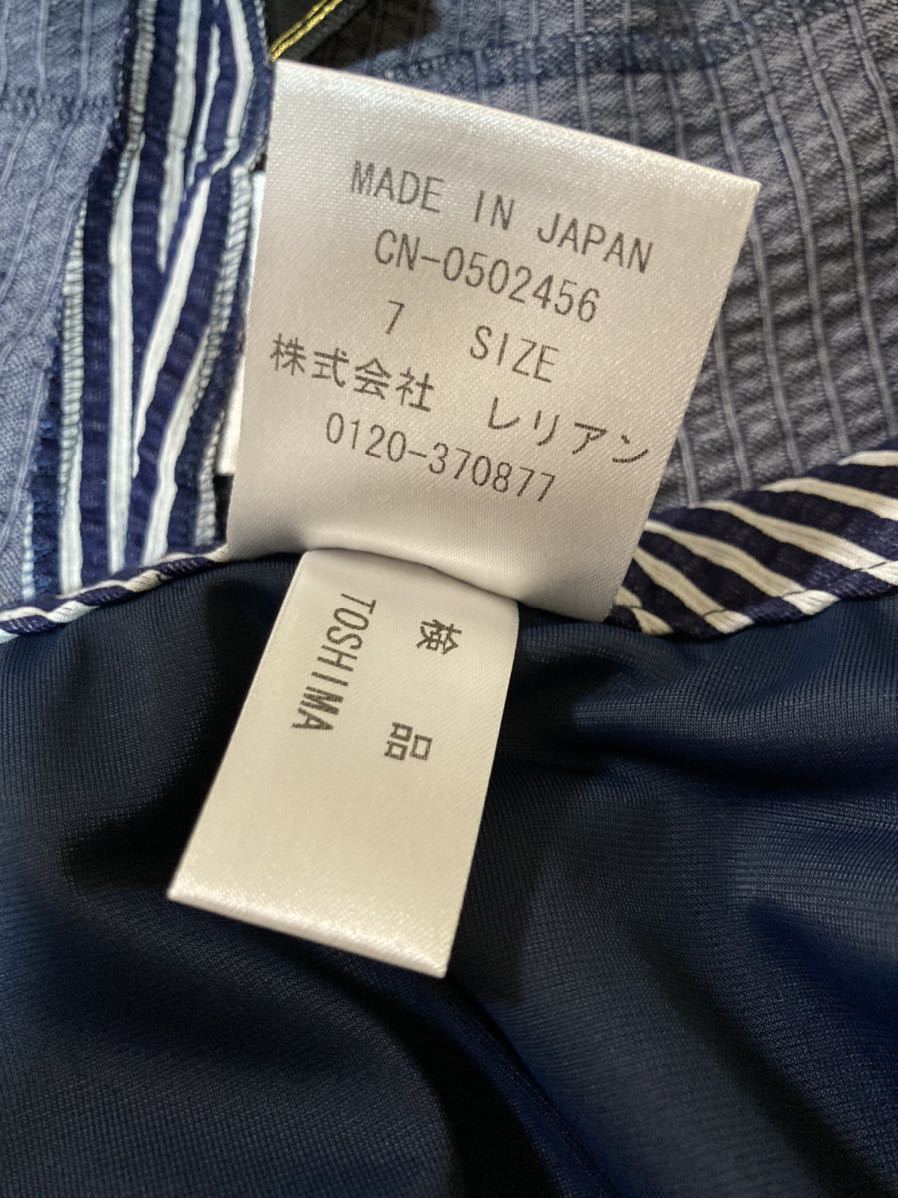 MADE IN JAPAN
CN-0502456
7 SIZE
株式会社 レリアン
0120-370877
検品
TOSHIMA